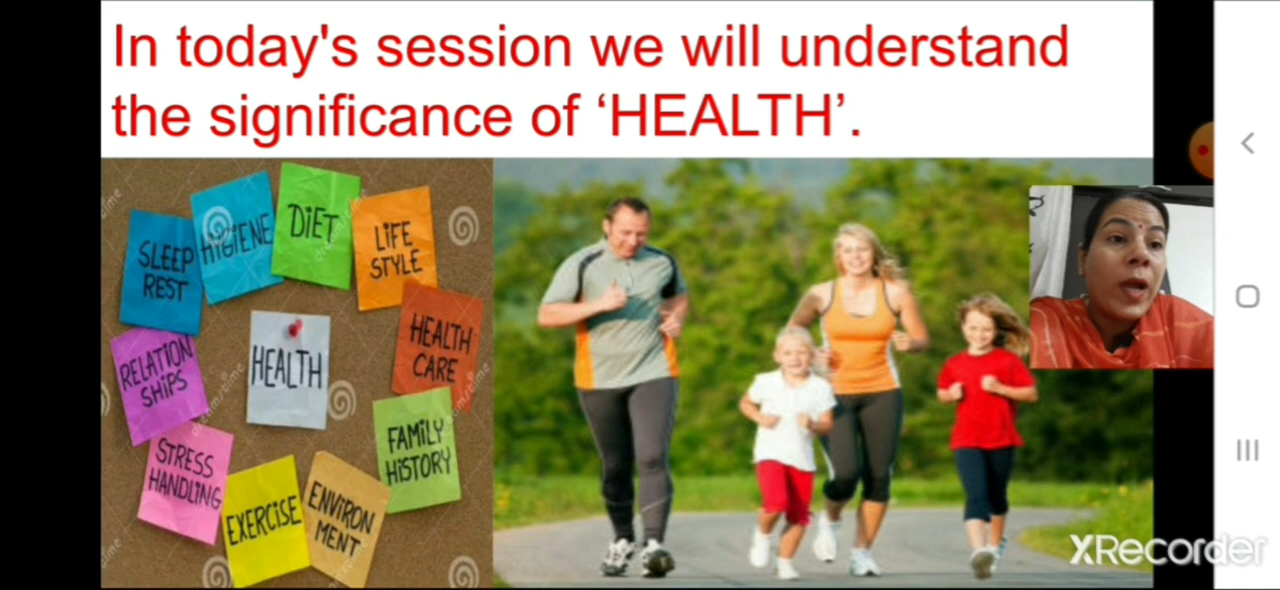 In today's session we will understand
the significance of ‘HEALTH’.
SLEEP
REST
HIGIENE
DIET
LIFE
STYLE
HEALTH
CARE
FAMILY
HISTORY
ENVIRON
MENT
EXERCISE
STRESS
HANDLING
RELATION
SHIPS
HEALTH
XRecorder